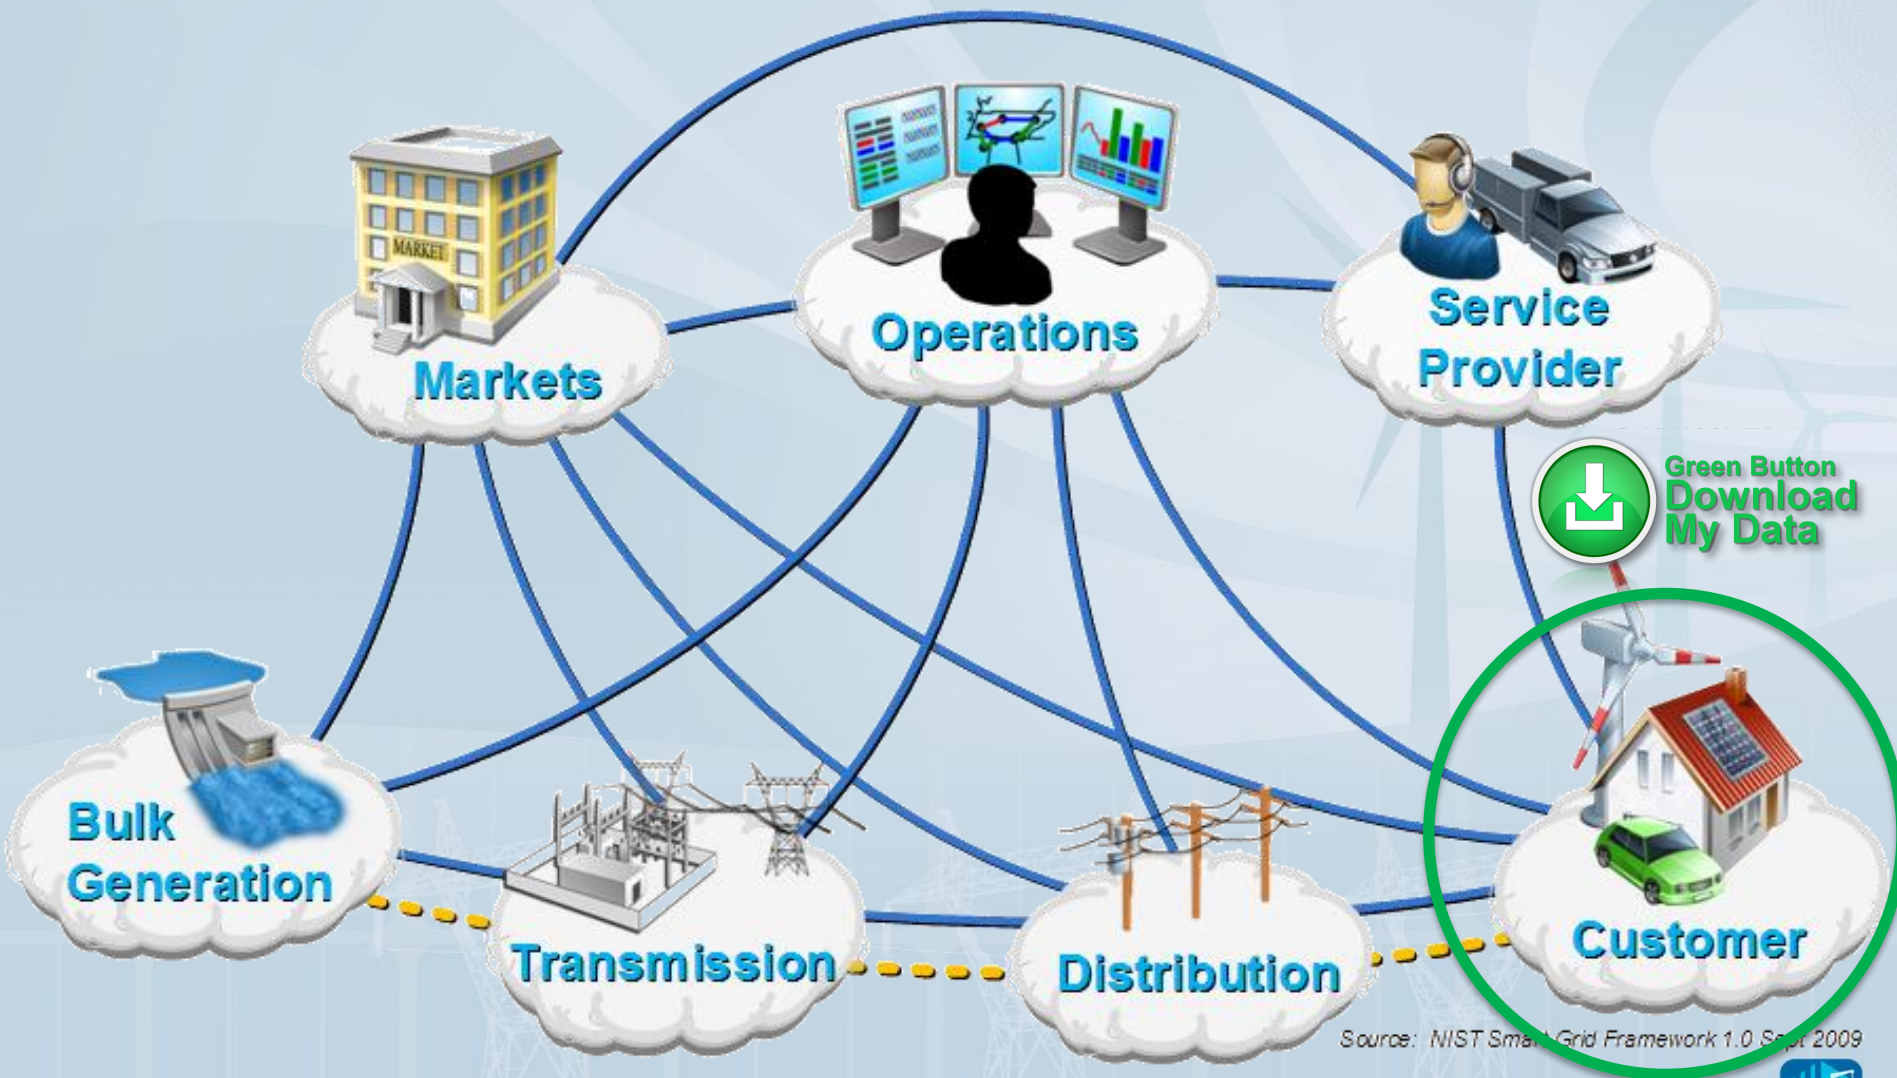 MARKET
Markets
Operations
Service
Provider
Green Button
Download
My Data
Bulk
Generation
Transmission
Distribution
Customer
Source: NIST Smart Grid Framework 1.0 Sept 2009